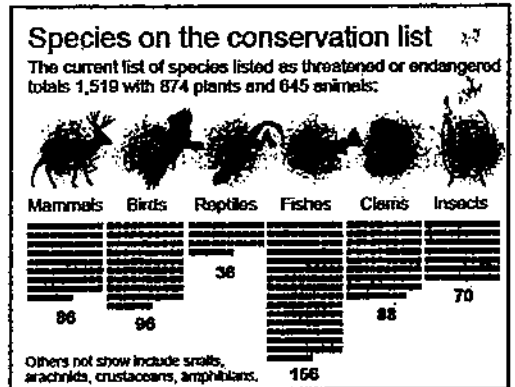 Species on the conservation list
The current list of species listed as threatened or endangered
totals 1,519 with 874 plants and 645 animals:
Mammals Birds Reptiles Fishes Clams Insects
86 96 36 166 88 70
Others not show include snails,
arachnids, crustaceans, amphibians.